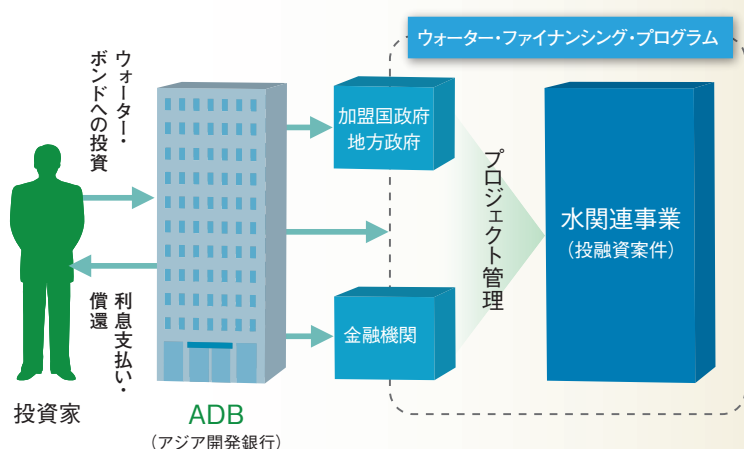 ウォーター・ファイナンシング・プログラム
ウォーター・
ボンドへの投資
加盟国政府
地方政府
プロジェクト管理
水関連事業
（投融資案件）
金融機関
利息支払い・
償還
投資家
ADB
（アジア開発銀行）